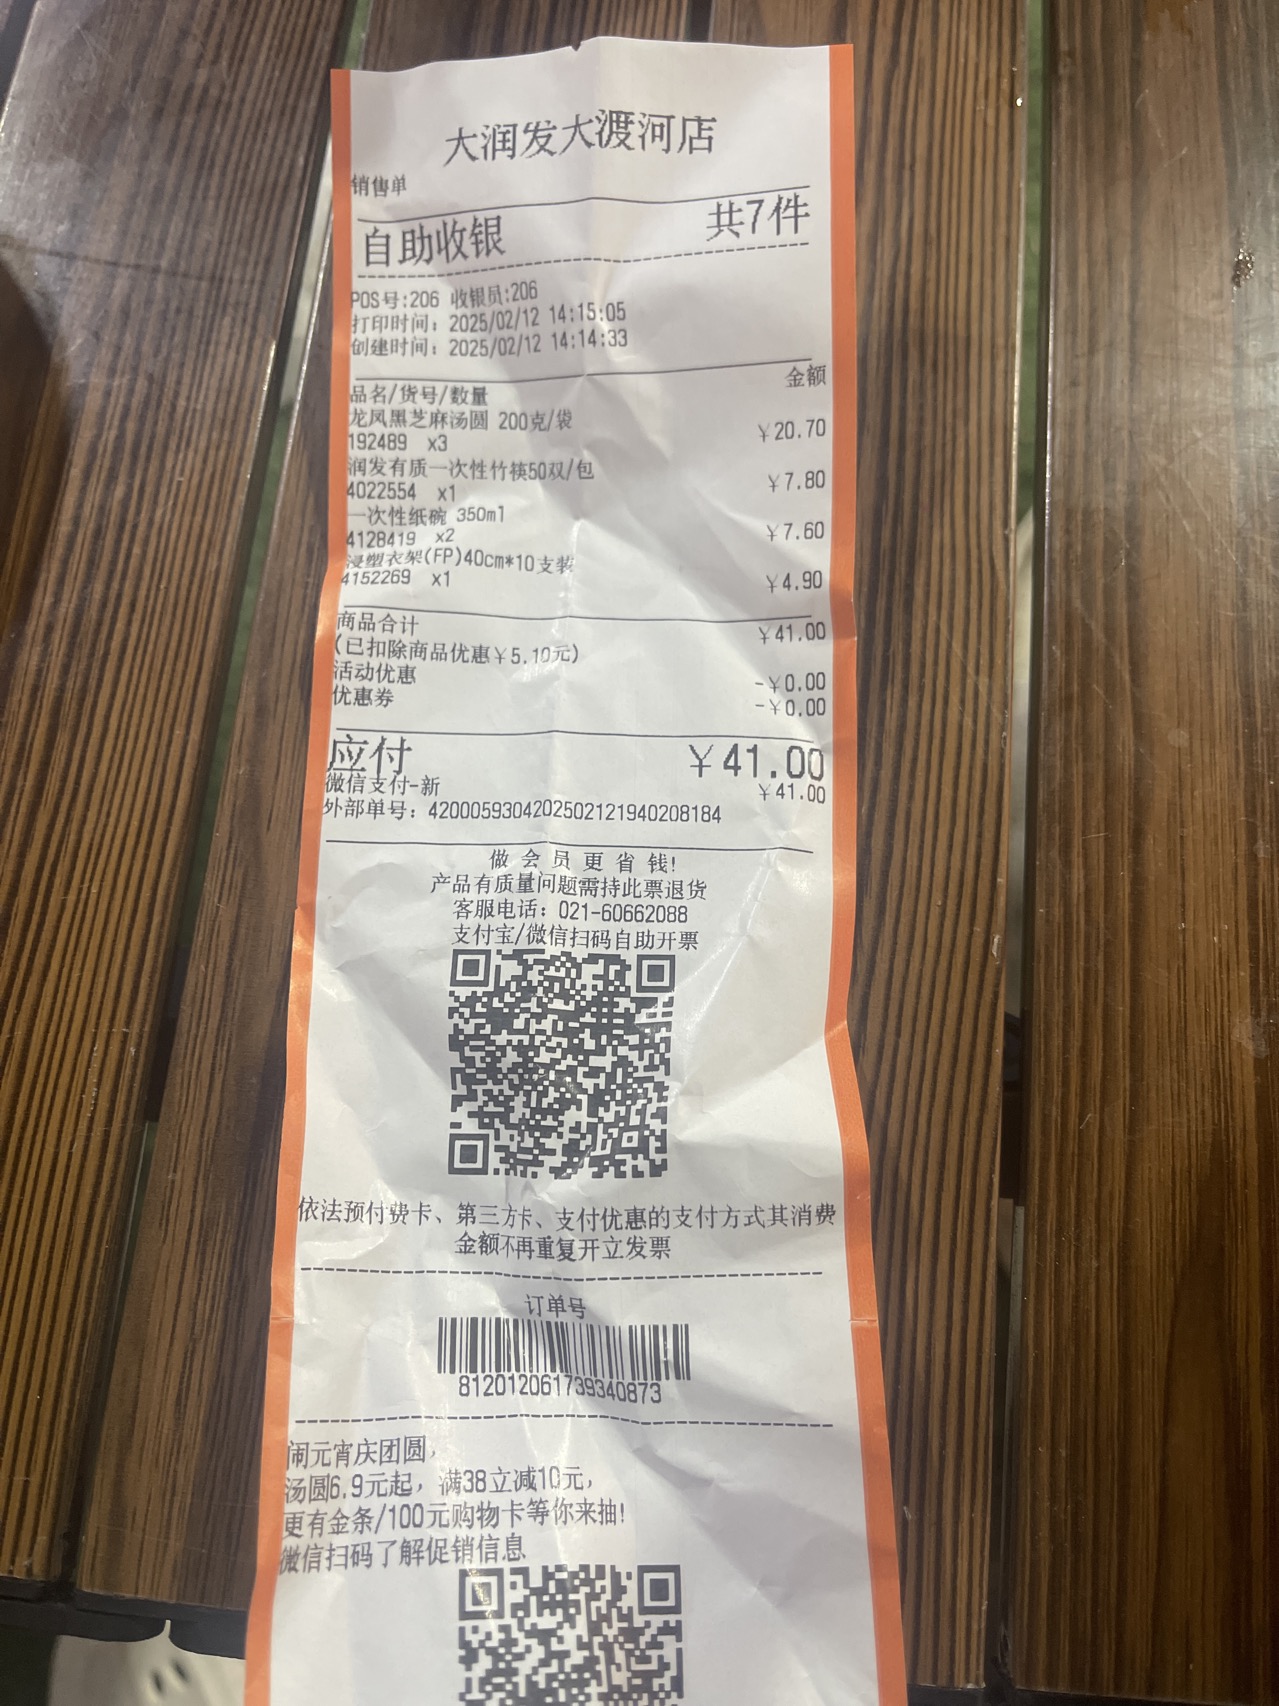 大润发大渡河店
销售单
自助收银 共7件
POS号:206 收银员:206
打印时间: 2025/02/12 14:15:05
创建时间: 2025/02/12 14:14:33
品名/货号/数量 金额
龙凤黑芝麻汤圆 200克/袋
192489 x3 ¥20.70
润发有质一次性竹筷50双/包
4022554 x1 ¥7.80
一次性纸碗 350ml
4128419 x2 ¥7.60
浸塑衣架(FP)40cm*10支装
4152269 x1 ¥4.90
商品合计 ¥41.00
(已扣除商品优惠¥5.10元)
活动优惠 -¥0.00
优惠券 -¥0.00
应付 ¥41.00
微信支付-新 ¥41.00
外部单号: 4200059304202502121940208184
做会员更省钱!
产品有质量问题需持此票退货
客服电话: 021-60662088
支付宝/微信扫码自助开票
依法预付费卡、第三方卡、支付优惠的支付方式其消费
金额不再重复开立发票
订单号
812012061739340873
闹元宵庆团圆,
汤圆6.9元起, 满38立减10元,
更有金条/100元购物卡等你来抽!
微信扫码了解促销信息